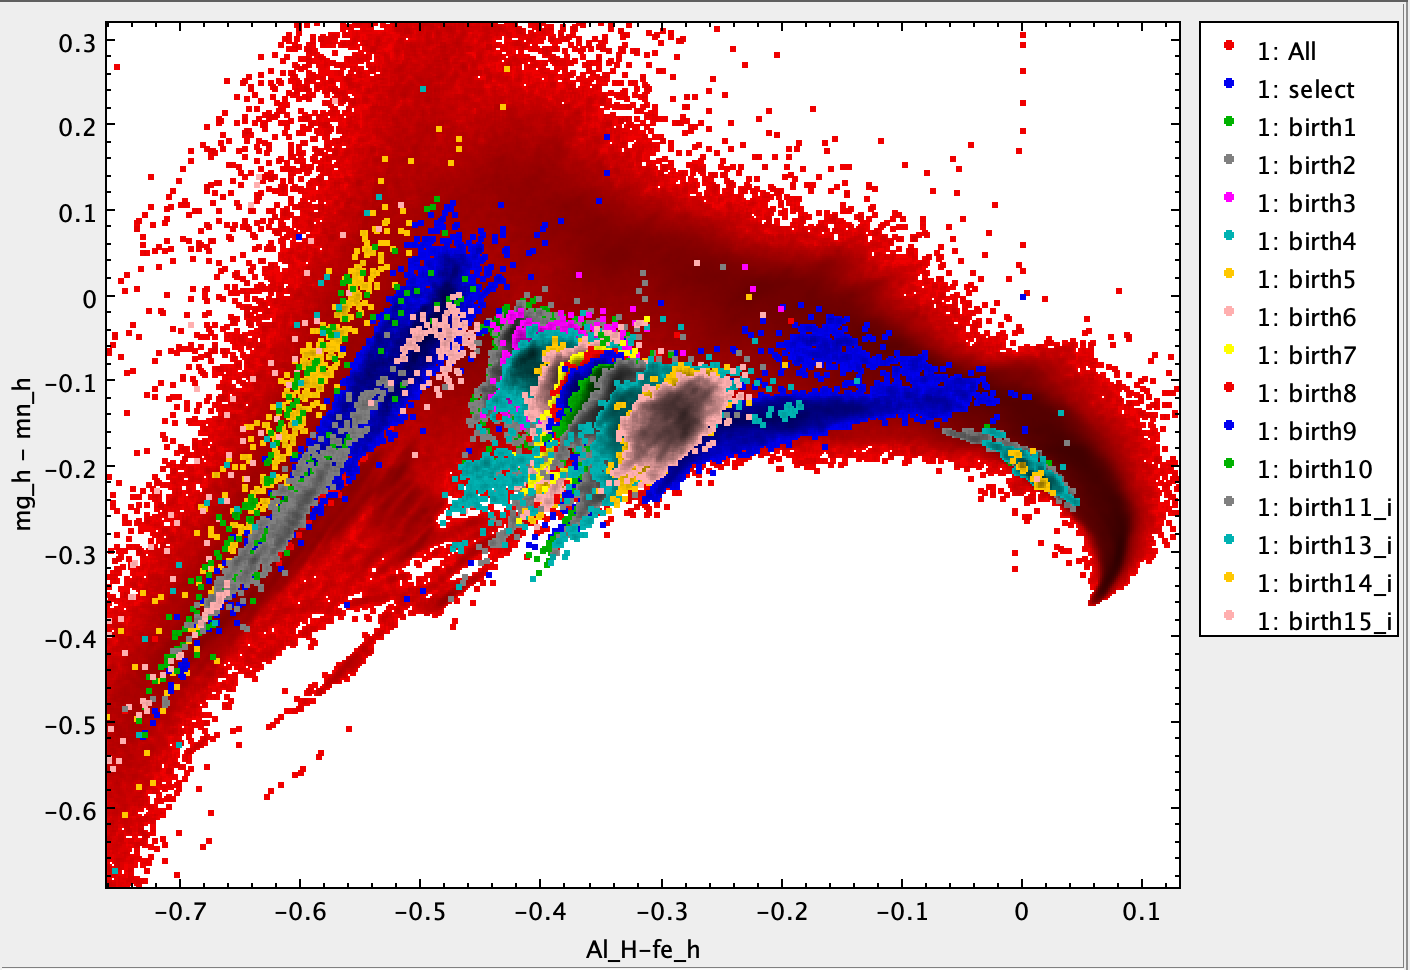 0.3
0.2
0.1
0
−0.1
−0.2
−0.3
−0.4
−0.5
−0.6
mg_h − mn_h
−0.7 −0.6 −0.5 −0.4 −0.3 −0.2 −0.1 0 0.1
Al_H−fe_h
1: All
1: select
1: birth1
1: birth2
1: birth3
1: birth4
1: birth5
1: birth6
1: birth7
1: birth8
1: birth9
1: birth10
1: birth11_i
1: birth13_i
1: birth14_i
1: birth15_i